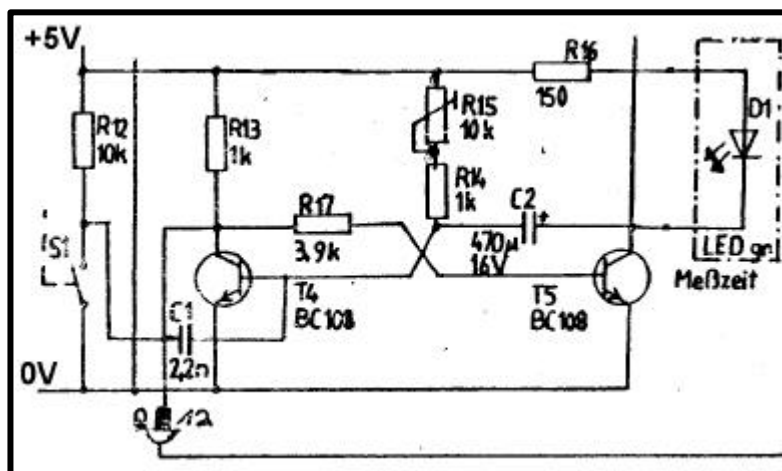 +5V
R12
10k
R13
1k
R15
10k
R14
1k
R16
150
D1
LED gn
Meßzeit
S1
R17
3,9k
C2
+
470µ
16V
T4
BC108
T5
BC108
C1
2,2n
0V